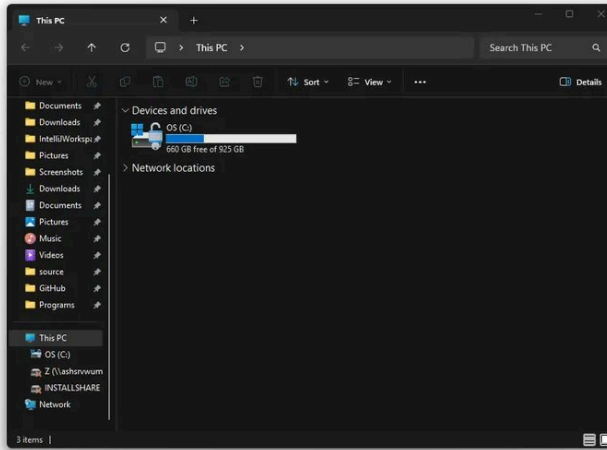 This PC
This PC
Search This PC
New
Sort
View
Details
Documents
Downloads
IntelliJWorksp
Pictures
Screenshots
Downloads
Documents
Pictures
Music
Videos
source
GitHub
Programs
This PC
OS (C:)
Z (\\ashsrvwum
INSTALLSHARE
Network
Devices and drives
OS (C:)
660 GB free of 925 GB
Network locations
3 items